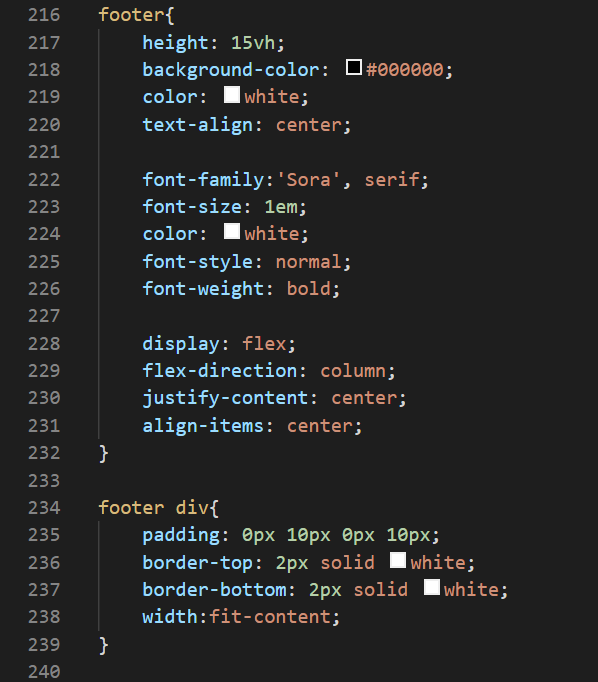 216 footer{
217 height: 15vh;
218 background-color: #000000;
219 color: white;
220 text-align: center;
221
222 font-family:'Sora', serif;
223 font-size: 1em;
224 color: white;
225 font-style: normal;
226 font-weight: bold;
227
228 display: flex;
229 flex-direction: column;
230 justify-content: center;
231 align-items: center;
232 }
233
234 footer div{
235 padding: 0px 10px 0px 10px;
236 border-top: 2px solid white;
237 border-bottom: 2px solid white;
238 width:fit-content;
239 }
240